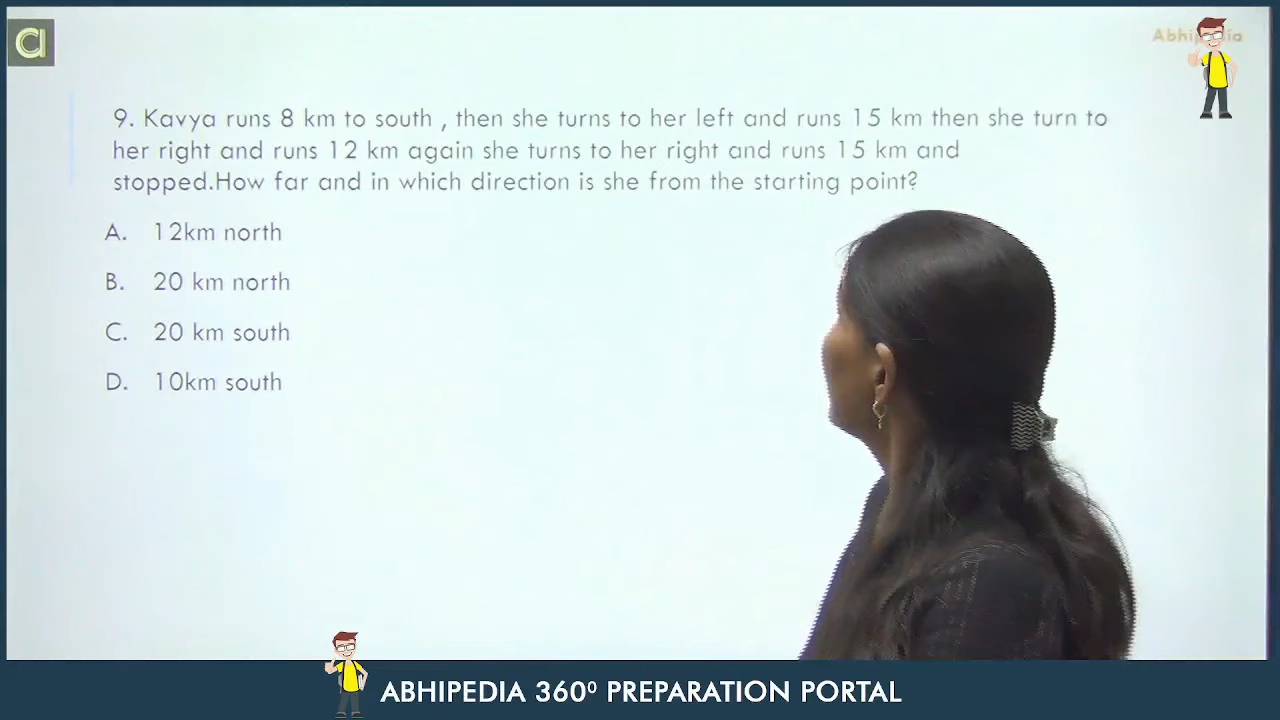 9. Kavya runs 8 km to south , then she turns to her left and runs 15 km then she turn to
her right and runs 12 km again she turns to her right and runs 15 km and
stopped.How far and in which direction is she from the starting point?
A. 12km north
B. 20 km north
C. 20 km south
D. 10km south
ABHIPEDIA 360⁰ PREPARATION PORTAL